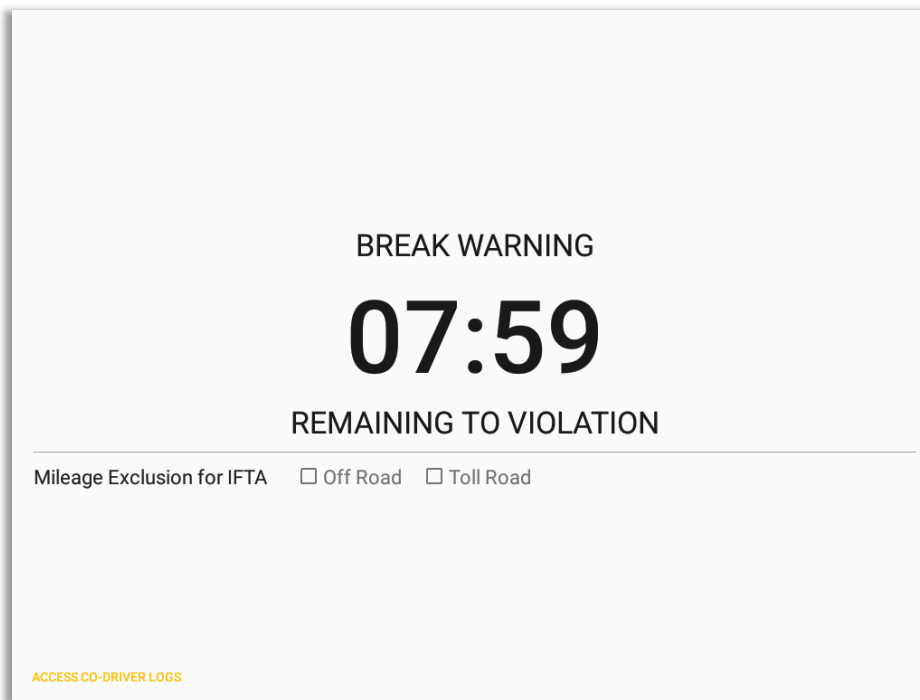 BREAK WARNING
07:59
REMAINING TO VIOLATION
Mileage Exclusion for IFTA Off Road Toll Road
ACCESS CO-DRIVER LOGS